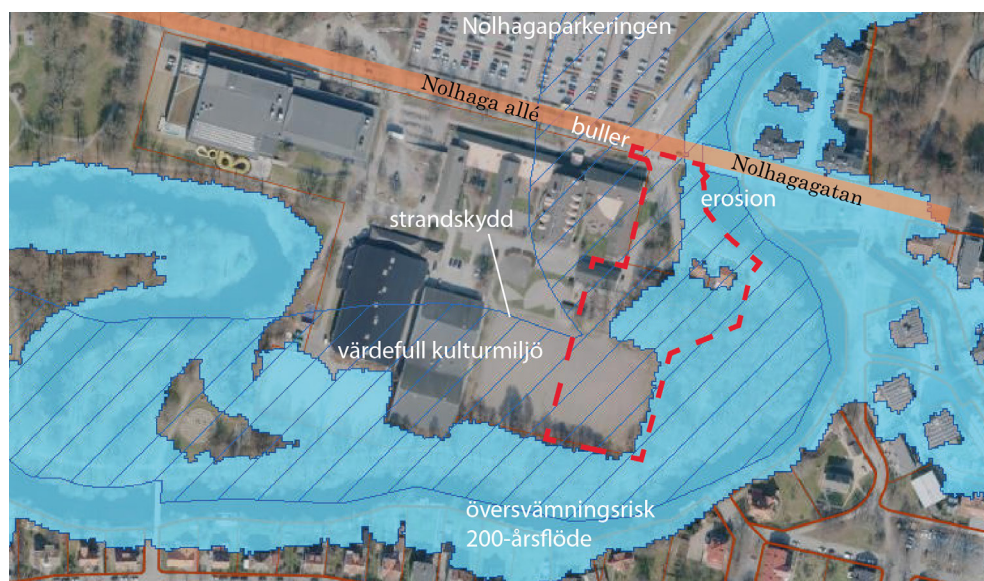 Nolhagaparkeringen
Nolhaga allé
buller
Nolhagagatan
erosion
strandskydd
värdefull kulturmiljö
översvämningsrisk
200-årsflöde